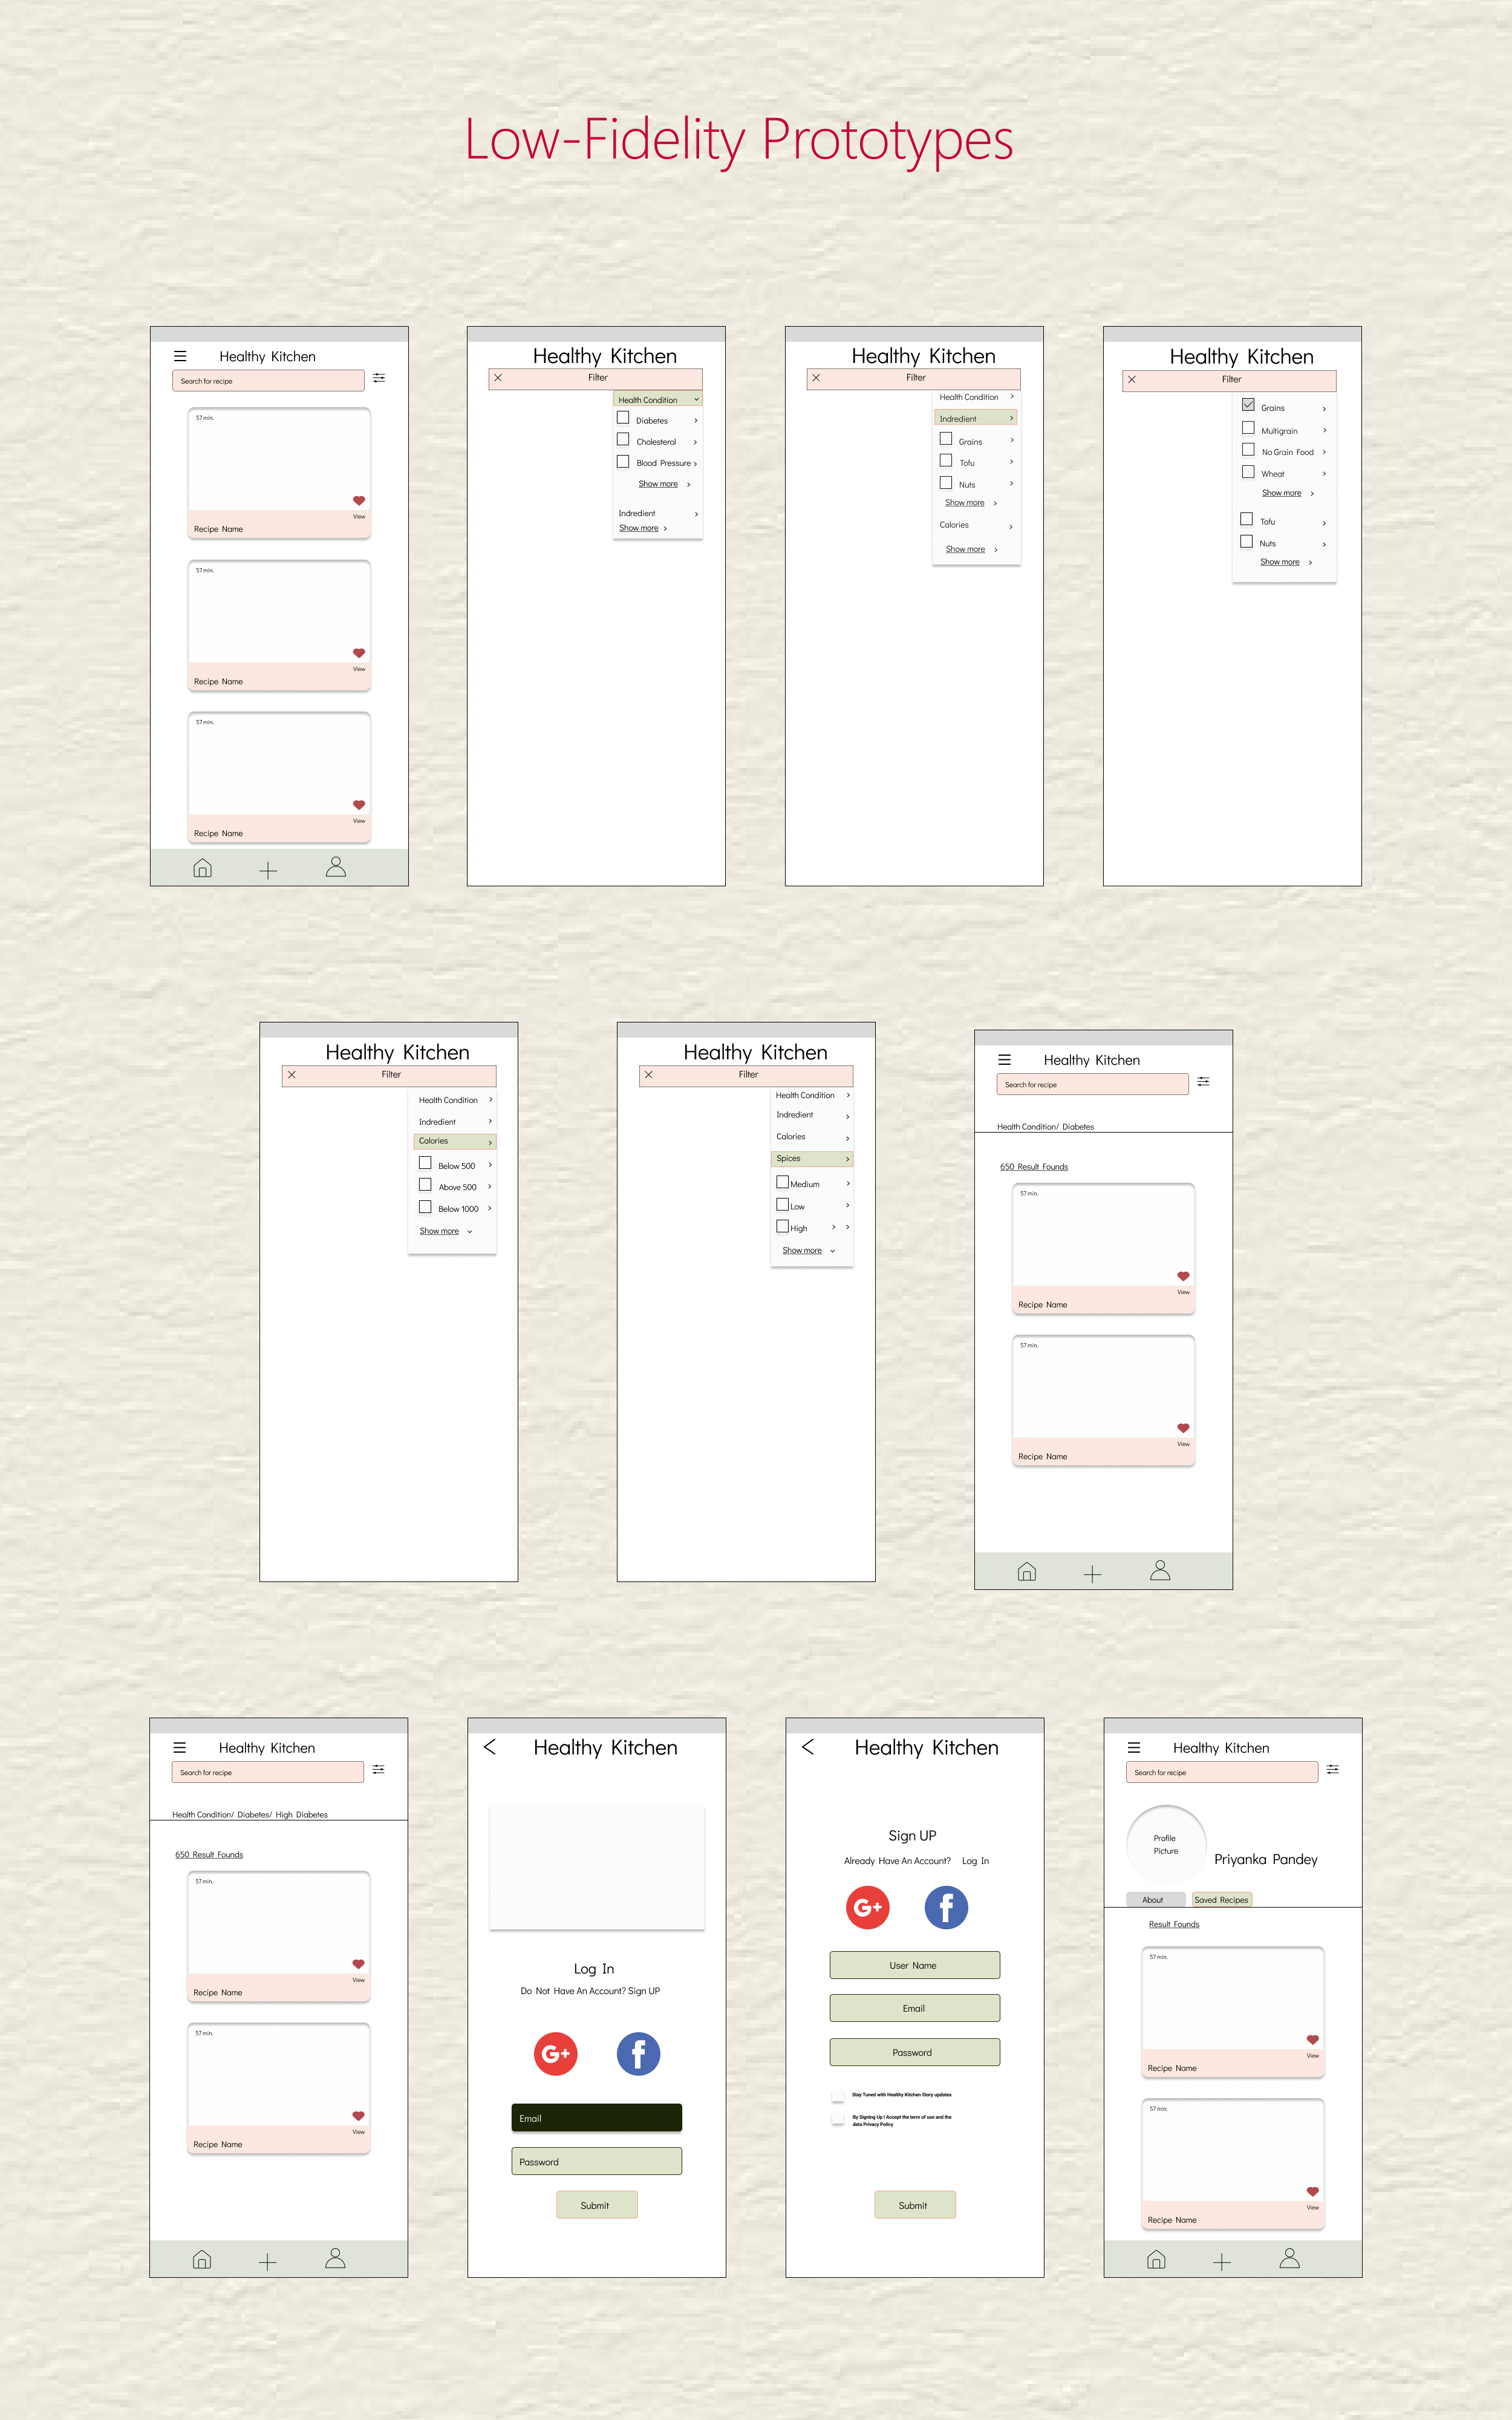 Low-Fidelity Prototypes
Healthy Kitchen
Search for recipe
57 min.
View
Recipe Name
57 min.
View
Recipe Name
57 min.
View
Recipe Name
Healthy Kitchen
Filter
Health Condition
Diabetes
Cholesterol
Blood Pressure
Show more
Indredient
Show more
Healthy Kitchen
Filter
Health Condition
Indredient
Grains
Tofu
Nuts
Show more
Calories
Show more
Healthy Kitchen
Filter
Grains
Multigrain
No Grain Food
Wheat
Show more
Tofu
Nuts
Show more
Healthy Kitchen
Filter
Health Condition
Indredient
Calories
Below 500
Above 500
Below 1000
Show more
Healthy Kitchen
Filter
Health Condition
Indredient
Calories
Spices
Medium
Low
High
Show more
Healthy Kitchen
Search for recipe
Health Condition/ Diabetes
650 Result Founds
57 min.
View
Recipe Name
57 min.
View
Recipe Name
Healthy Kitchen
Search for recipe
Health Condition/ Diabetes/ High Diabetes
650 Result Founds
57 min.
View
Recipe Name
57 min.
View
Recipe Name
Healthy Kitchen
Log In
Do Not Have An Account? Sign UP
G+ f
Email
Password
Submit
Healthy Kitchen
Sign UP
Already Have An Account? Log In
G+ f
User Name
Email
Password
Stay Tuned with Healthy Kitchen Story updates
By Signing Up I Accept the term of use and the
data Privacy Policy
Submit
Healthy Kitchen
Search for recipe
Profile
Picture
Priyanka Pandey
About Saved Recipes
Result Founds
57 min.
View
Recipe Name
57 min.
View
Recipe Name